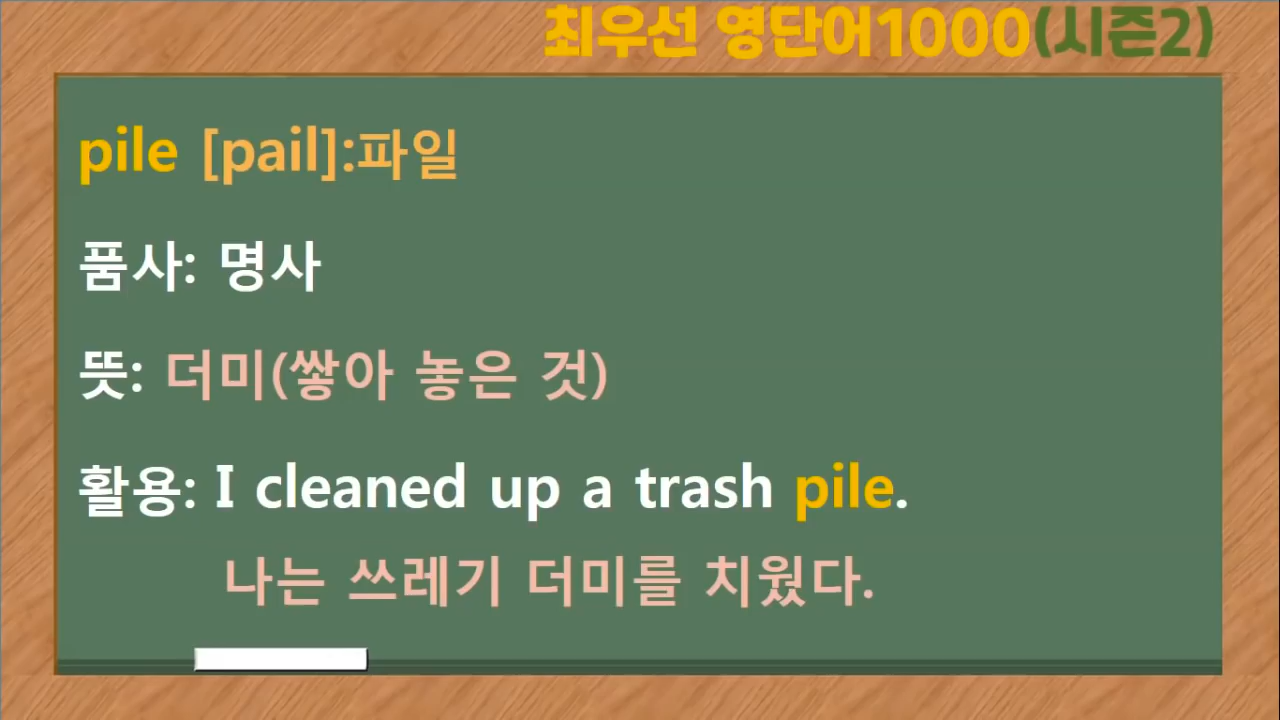 최우선 영단어1000(시즌2)
pile [pail]:파일
품사: 명사
뜻: 더미(쌓아 놓은 것)
활용: I cleaned up a trash pile.
나는 쓰레기 더미를 치웠다.